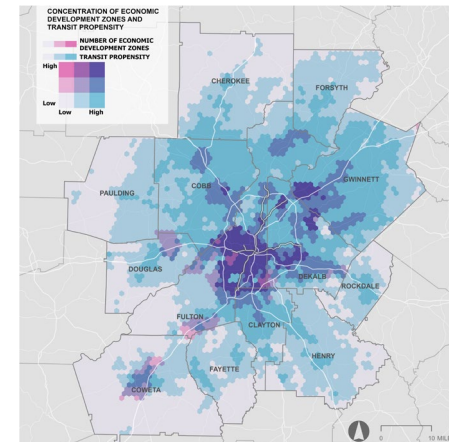 CONCENTRATION OF ECONOMIC
DEVELOPMENT ZONES AND
TRANSIT PROPENSITY
NUMBER OF ECONOMIC
DEVELOPMENT ZONES
TRANSIT PROPENSITY
High
Low
Low High
CHEROKEE
FORSYTH
COBB
GWINNETT
PAULDING
DOUGLAS
DEKALB
ROCKDALE
FULTON
CLAYTON
HENRY
FAYETTE
COWETA
0 10 MILE